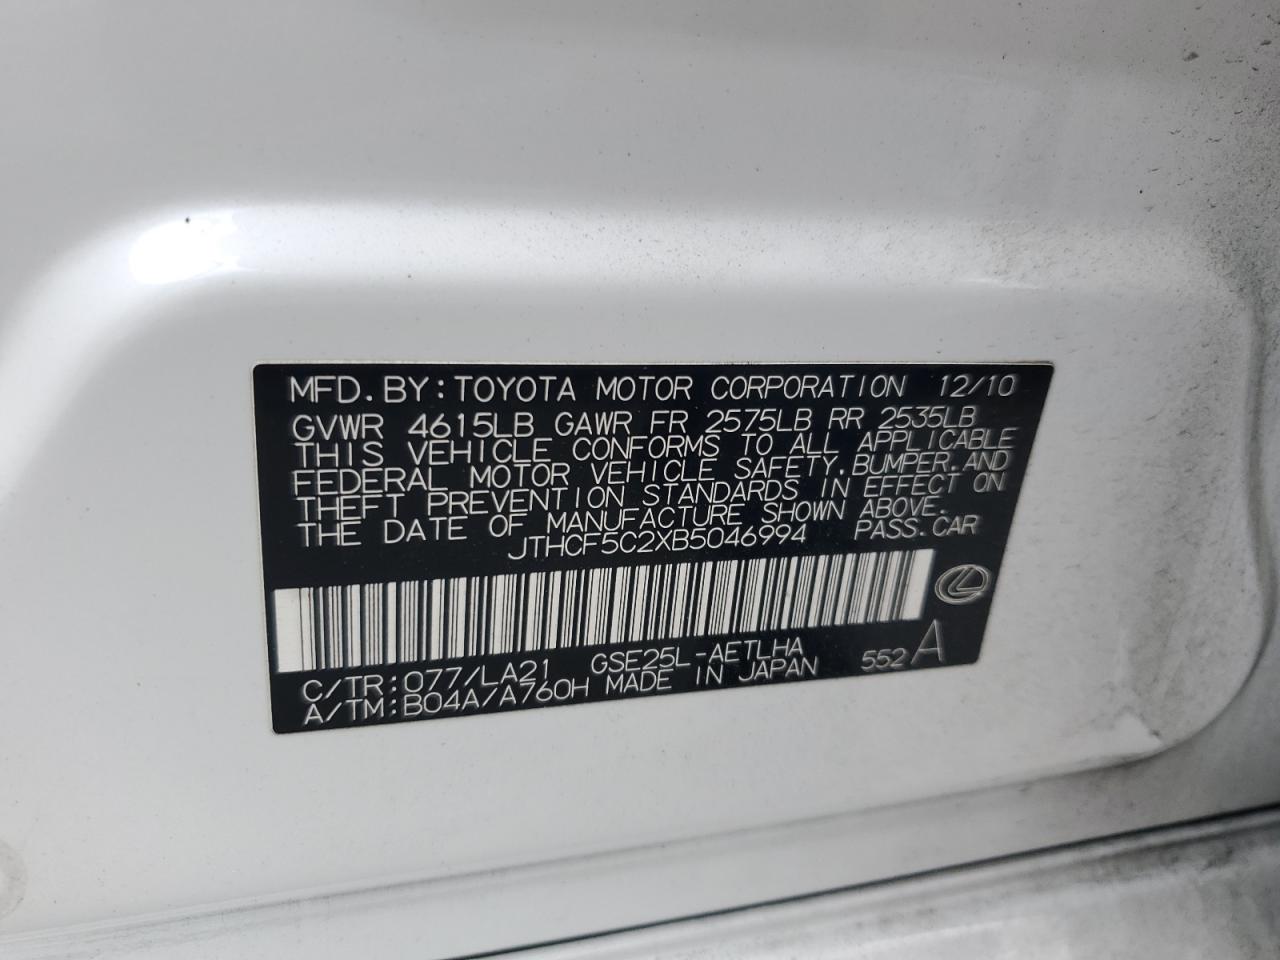 MFD. BY: TOYOTA MOTOR CORPORATION 12/10
GVWR 4615LB GAWR FR 2575LB RR 2535LB
THIS VEHICLE CONFORMS TO ALL APPLICABLE
FEDERAL MOTOR VEHICLE SAFETY, BUMPER, AND
THEFT PREVENTION STANDARDS IN EFFECT ON
THE DATE OF MANUFACTURE SHOWN ABOVE.
JTHCF5C2XB5046994 PASS. CAR
C/TR: 077/LA21 GSE25L-AETLHA
A/TM: B04A/A760H MADE IN JAPAN 552 A